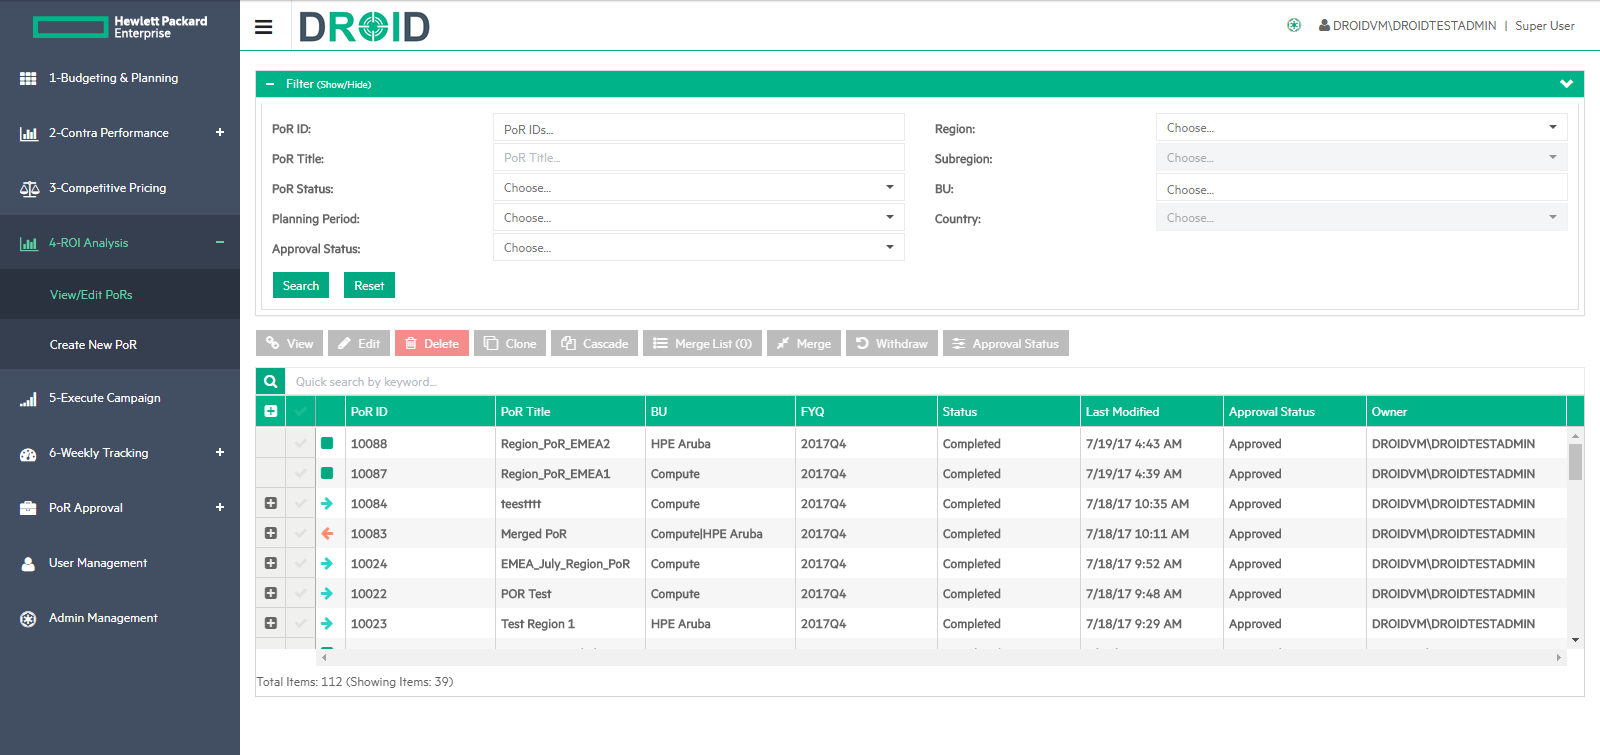 Hewlett Packard
Enterprise
DROID
DROIDVM\DROIDTESTADMIN | Super User
1-Budgeting & Planning
2-Contra Performance +
3-Competitive Pricing
4-ROI Analysis −
View/Edit PoRs
Create New PoR
5-Execute Campaign
6-Weekly Tracking +
PoR Approval +
User Management
Admin Management
− Filter (Show/Hide)
PoR ID: PoR IDs... Region: Choose...
PoR Title: PoR Title... Subregion: Choose...
PoR Status: Choose... BU: Choose...
Planning Period: Choose... Country: Choose...
Approval Status: Choose...
Search Reset
View Edit Delete Clone Cascade Merge List (0) Merge Withdraw Approval Status
Quick search by keyword...
PoR ID PoR Title BU FYQ Status Last Modified Approval Status Owner
10088 Region_PoR_EMEA2 HPE Aruba 2017Q4 Completed 7/19/17 4:43 AM Approved DROIDVM\DROIDTESTADMIN
10087 Region_PoR_EMEA1 Compute 2017Q4 Completed 7/19/17 4:39 AM Approved DROIDVM\DROIDTESTADMIN
10084 teestttt Compute 2017Q4 Completed 7/18/17 10:35 AM Approved DROIDVM\DROIDTESTADMIN
10083 Merged PoR Compute|HPE Aruba 2017Q4 Completed 7/18/17 10:11 AM Approved DROIDVM\DROIDTESTADMIN
10024 EMEA_July_Region_PoR Compute 2017Q4 Completed 7/18/17 9:52 AM Approved DROIDVM\DROIDTESTADMIN
10022 POR Test Compute 2017Q4 Completed 7/18/17 9:48 AM Approved DROIDVM\DROIDTESTADMIN
10023 Test Region 1 HPE Aruba 2017Q4 Completed 7/18/17 9:29 AM Approved DROIDVM\DROIDTESTADMIN
Total Items: 112 (Showing Items: 39)